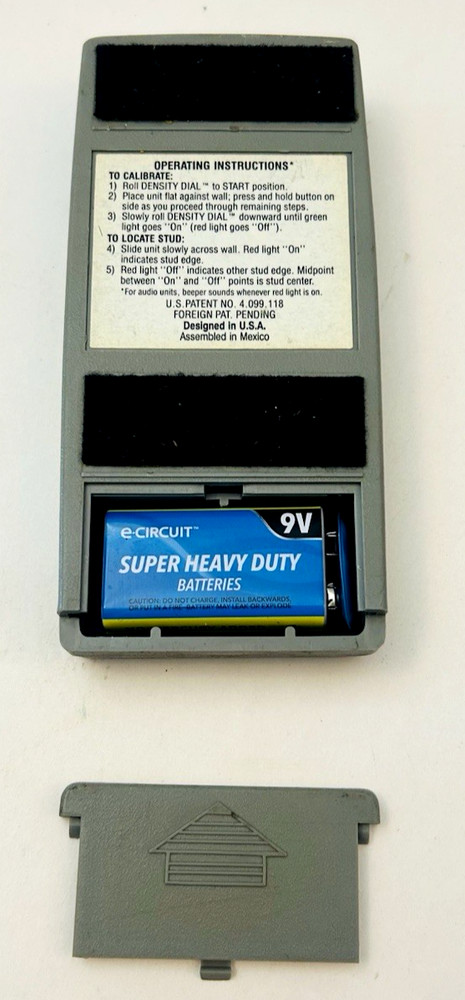 OPERATING INSTRUCTIONS*
TO CALIBRATE:
1) Roll DENSITY DIAL™ to START position.
2) Place unit flat against wall; press and hold button on
side as you proceed through remaining steps.
3) Slowly roll DENSITY DIAL™ downward until green
light goes "On" (red light goes "Off").
TO LOCATE STUD:
4) Slide unit slowly across wall. Red light "On"
indicates stud edge.
5) Red light "Off" indicates other stud edge. Midpoint
between "On" and "Off" points is stud center.
*For audio units, beeper sounds whenever red light is on.
U.S. PATENT NO. 4.099.118
FOREIGN PAT. PENDING
Designed in U.S.A.
Assembled in Mexico
e·CIRCUIT™
9V
SUPER HEAVY DUTY
BATTERIES
CAUTION: DO NOT CHARGE, INSTALL BACKWARDS,
OR PUT IN A FIRE-BATTERY MAY LEAK OR EXPLODE